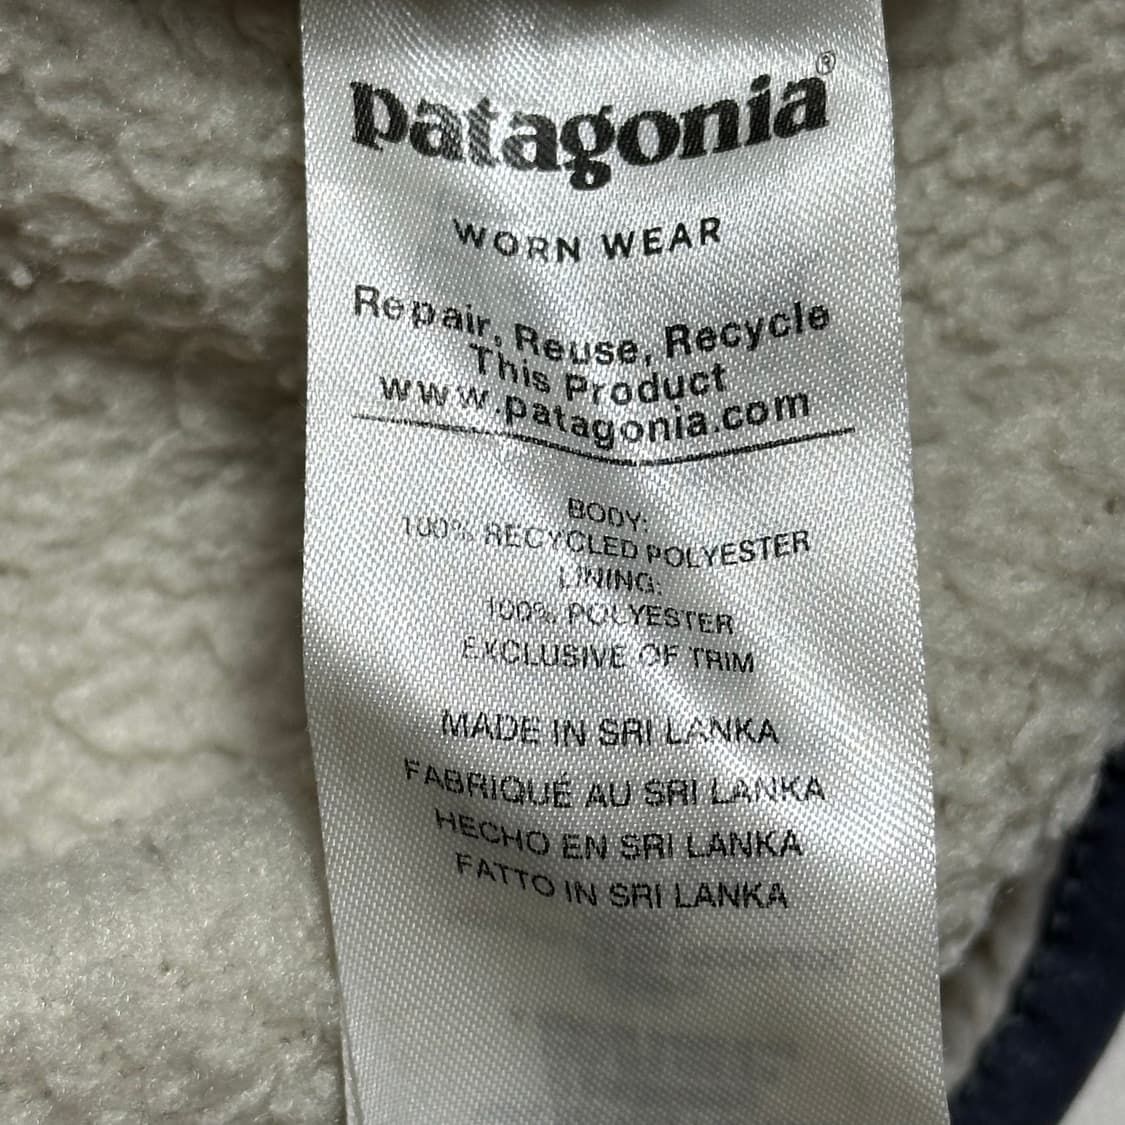 patagonia®
WORN WEAR
Repair, Reuse, Recycle
This Product
www.patagonia.com
BODY:
100% RECYCLED POLYESTER
LINING:
100% POLYESTER
EXCLUSIVE OF TRIM
MADE IN SRI LANKA
FABRIQUÉ AU SRI LANKA
HECHO EN SRI LANKA
FATTO IN SRI LANKA